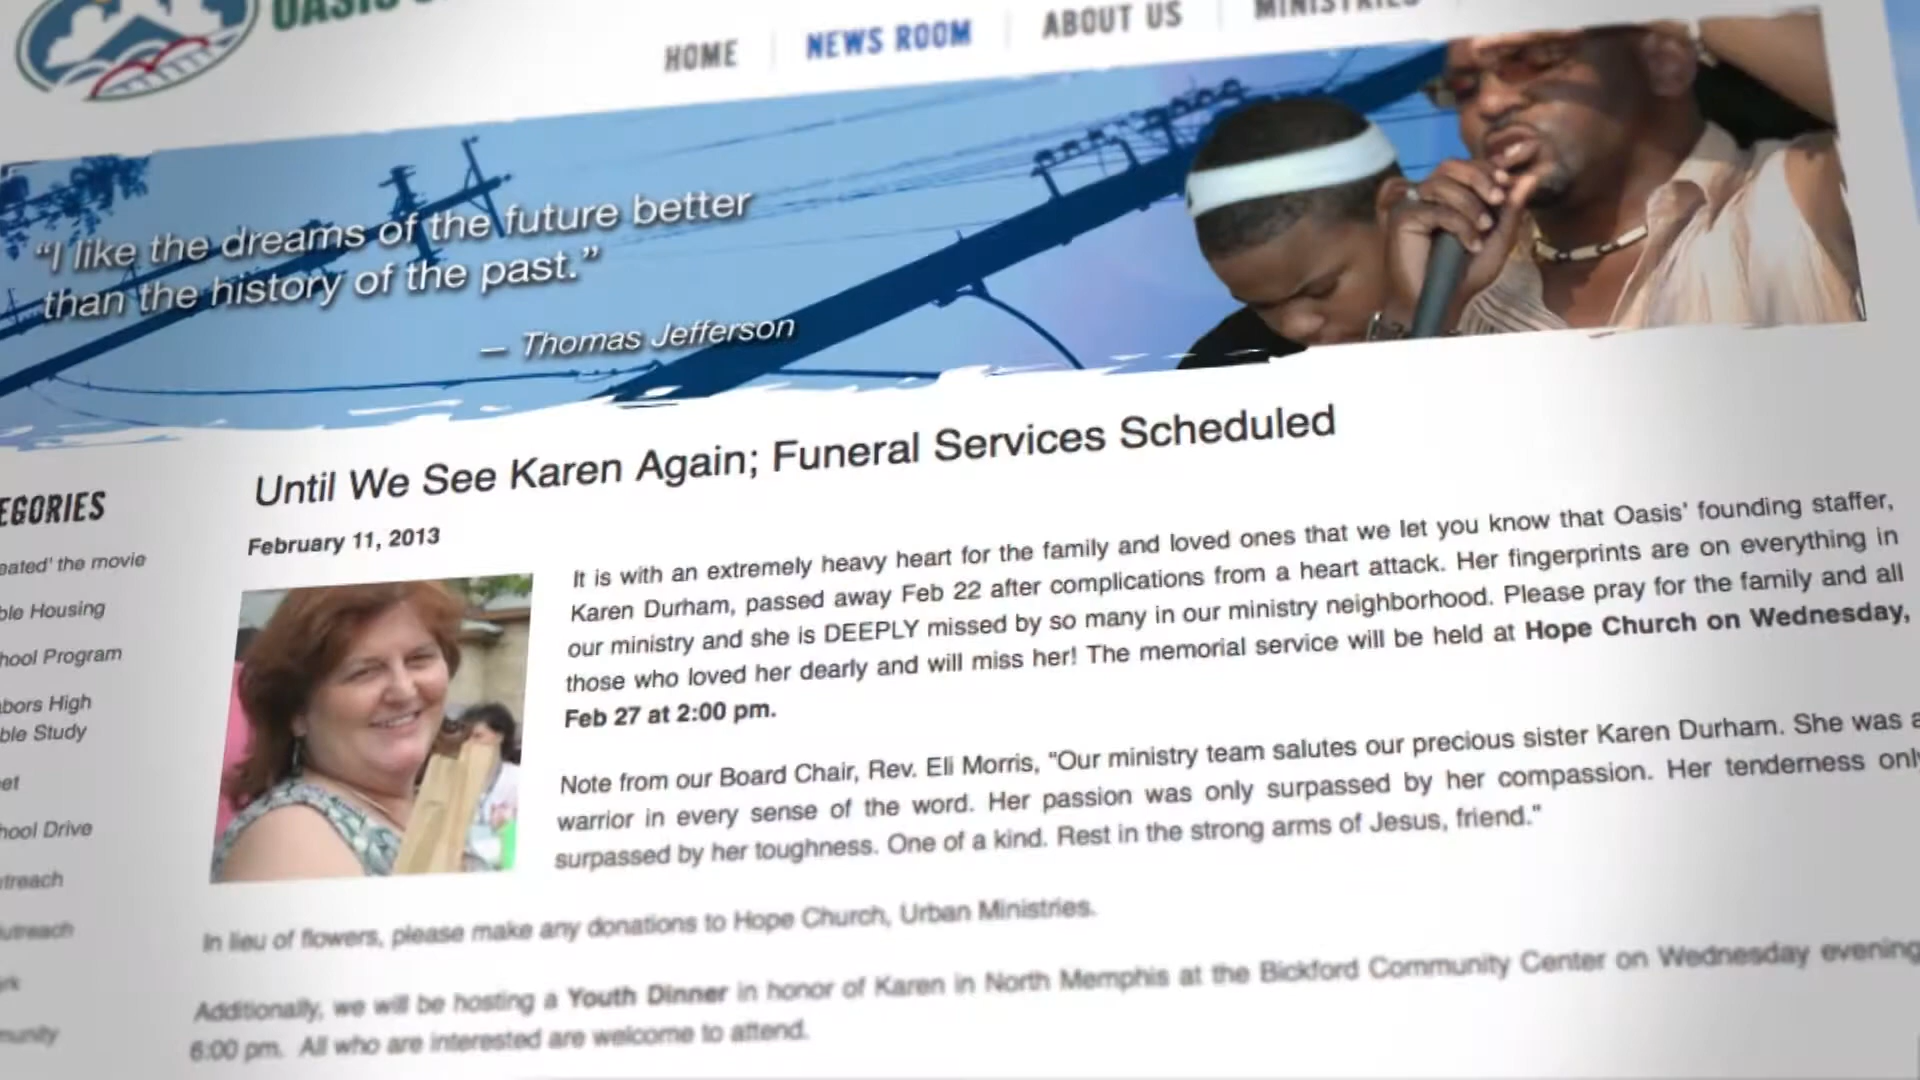 OASIS
HOME
NEWS ROOM
ABOUT US
MINISTRIES
“I like the dreams of the future better
than the history of the past.”
— Thomas Jefferson
Until We See Karen Again; Funeral Services Scheduled
February 11, 2013
It is with an extremely heavy heart for the family and loved ones that we let you know that Oasis’ founding staffer,
Karen Durham, passed away Feb 22 after complications from a heart attack. Her fingerprints are on everything in
our ministry and she is DEEPLY missed by so many in our ministry neighborhood. Please pray for the family and all
those who loved her dearly and will miss her! The memorial service will be held at Hope Church on Wednesday,
Feb 27 at 2:00 pm.
Note from our Board Chair, Rev. Eli Morris, “Our ministry team salutes our precious sister Karen Durham. She was a
warrior in every sense of the word. Her passion was only surpassed by her compassion. Her tenderness only
surpassed by her toughness. One of a kind. Rest in the strong arms of Jesus, friend."
In lieu of flowers, please make any donations to Hope Church, Urban Ministries.
Additionally, we will be hosting a Youth Dinner in honor of Karen in North Memphis at the Bickford Community Center on Wednesday evening
6:00 pm. All who are interested are welcome to attend.
EGORIES
eated' the movie
ble Housing
hool Program
bors High
ble Study
et
hool Drive
treach
utreach
rk
munity